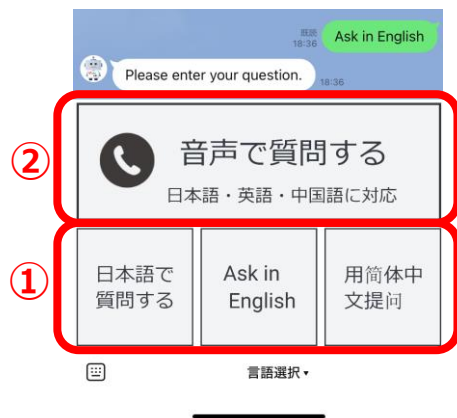 既読
18:36
Ask in English
Please enter your question.
18:36
②
音声で質問する
日本語・英語・中国語に対応
①
日本語で
質問する
Ask in
English
用简体中
文提问
言語選択▾